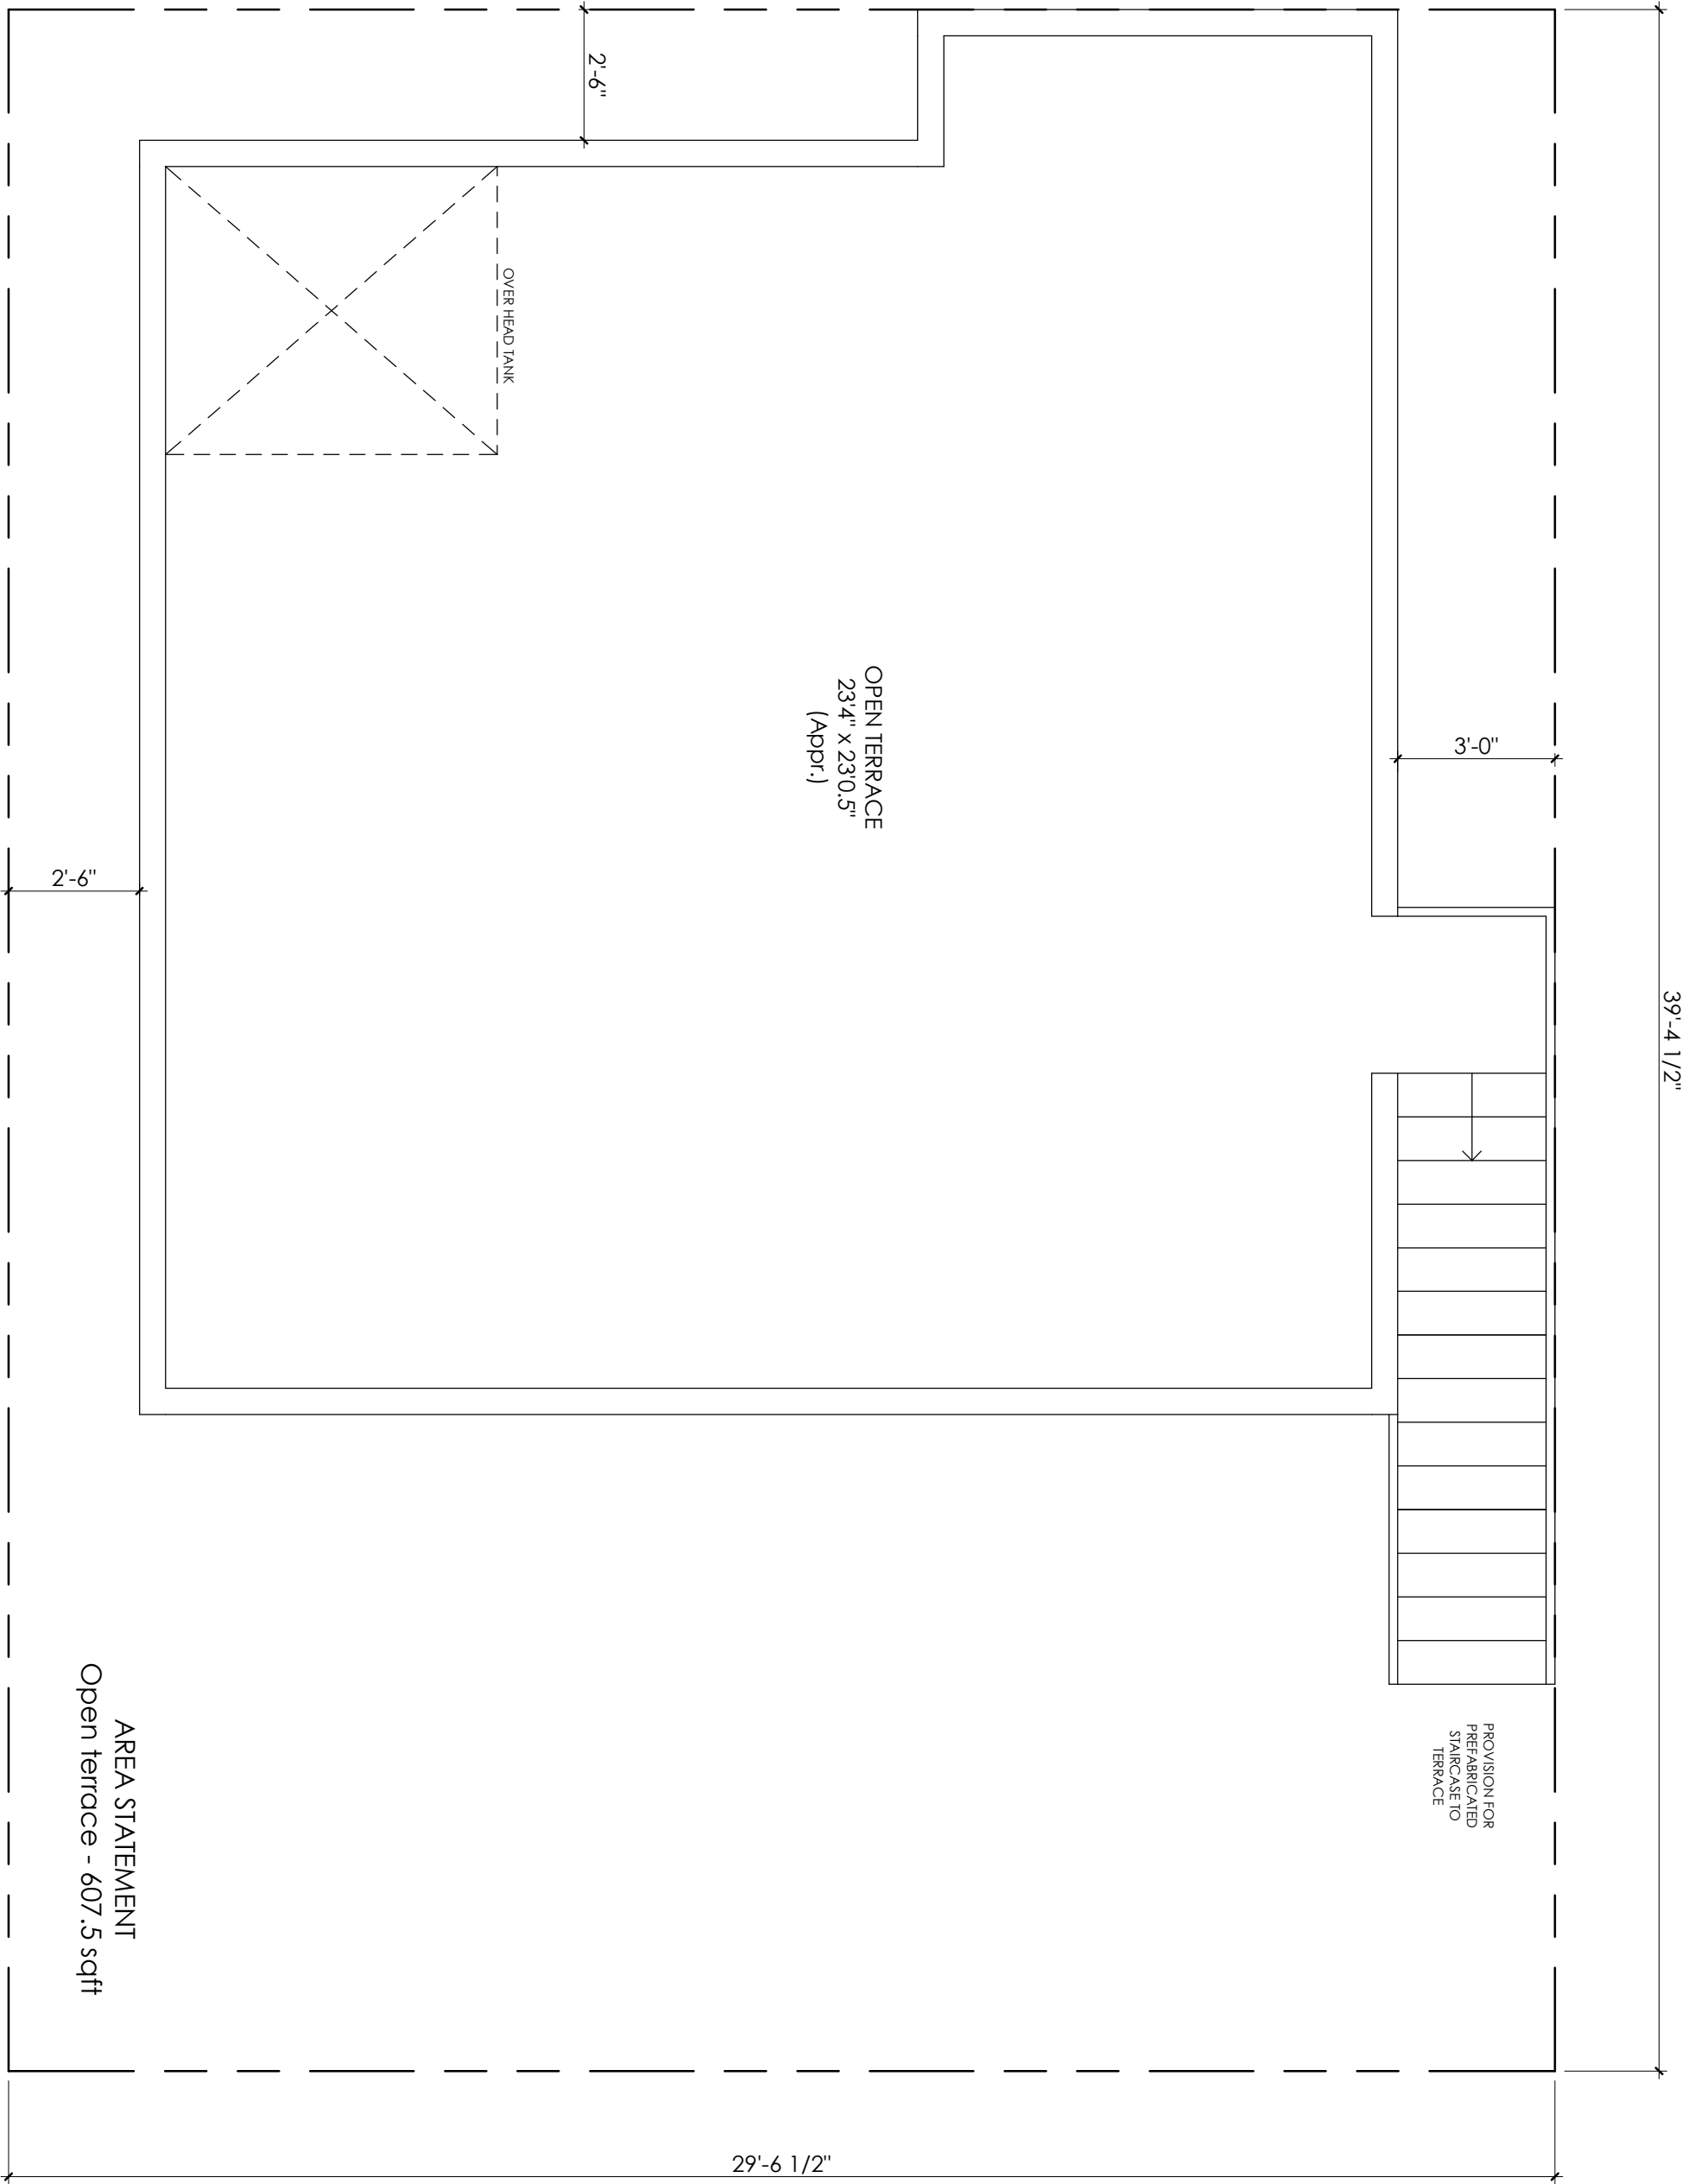 39'-4 1/2"
2'-6"
OVER HEAD TANK
OPEN TERRACE
23'4" x 23'0.5"
(Appr.)
3'-0"
2'-6"
PROVISION FOR
PREFABRICATED
STAIRCASE TO
TERRACE
AREA STATEMENT
Open terrace - 607.5 sqft
29'-6 1/2"